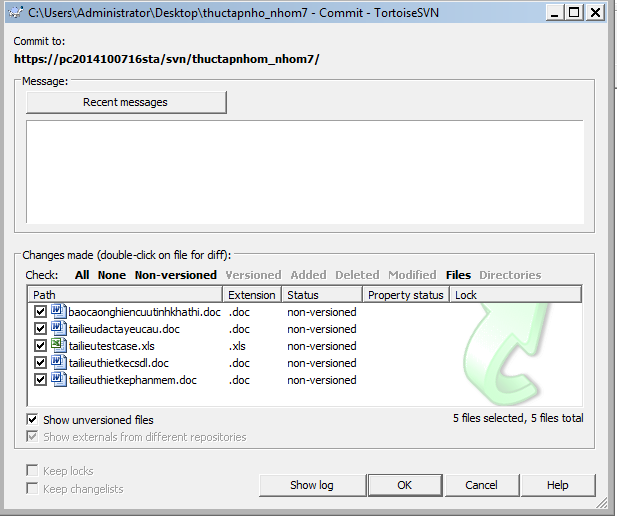 C:\Users\Administrator\Desktop\thuctapnho_nhom7 - Commit - TortoiseSVN
Commit to:
https://pc2014100716sta/svn/thuctapnhom_nhom7/
Message:
Recent messages
Changes made (double-click on file for diff):
Check: All None Non-versioned Versioned Added Deleted Modified Files Directories
Path Extension Status Property status Lock
baocaonghiencuutinhkhathi.doc .doc non-versioned
tailieudactayeucau.doc .doc non-versioned
tailieutestcase.xls .xls non-versioned
tailieuthietkecsdl.doc .doc non-versioned
tailieuthietkephanmem.doc .doc non-versioned
Show unversioned files 5 files selected, 5 files total
Show externals from different repositories
Keep locks
Keep changelists
Show log OK Cancel Help